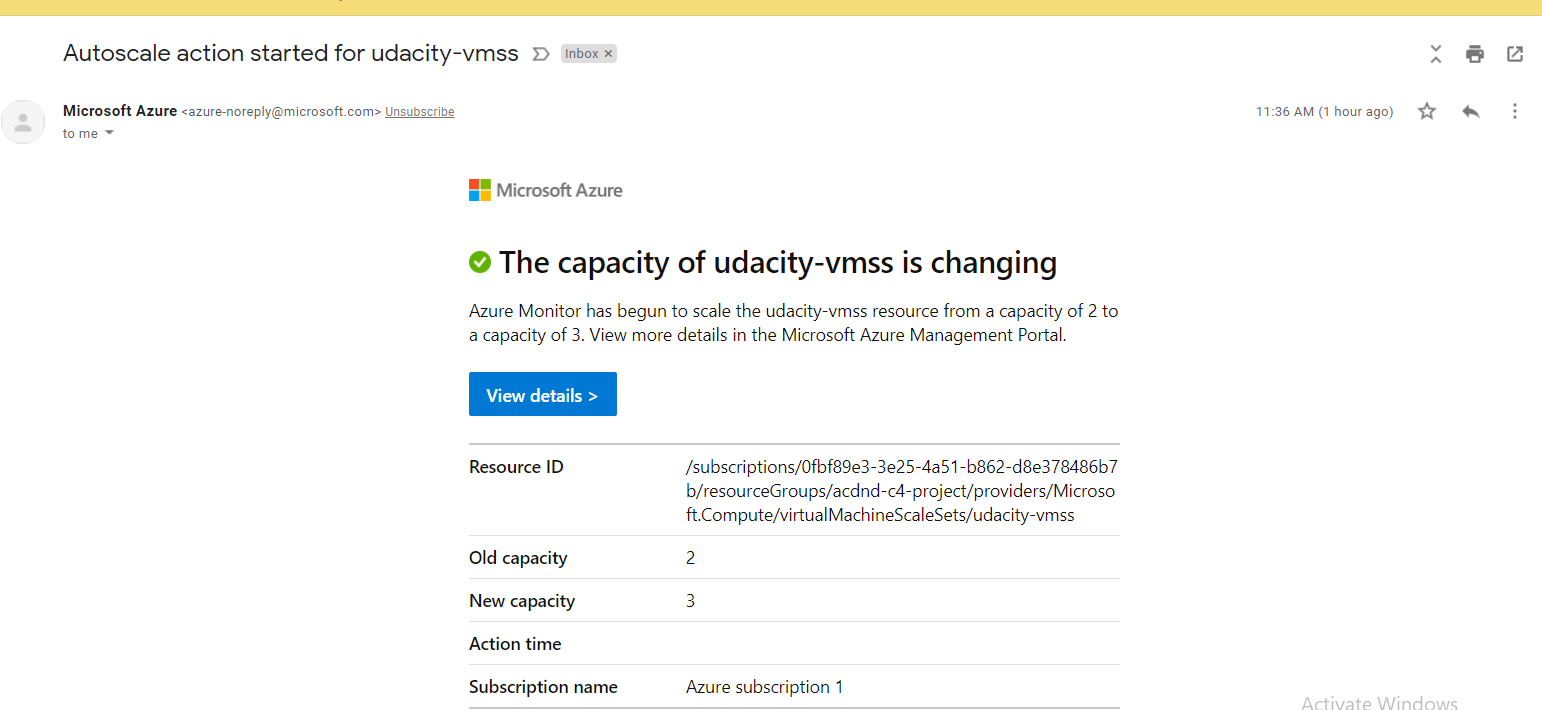 Autoscale action started for udacity-vmss
Inbox ×
Microsoft Azure <azure-noreply@microsoft.com> Unsubscribe
11:36 AM (1 hour ago)
to me
Microsoft Azure
The capacity of udacity-vmss is changing
Azure Monitor has begun to scale the udacity-vmss resource from a capacity of 2 to
a capacity of 3. View more details in the Microsoft Azure Management Portal.
View details >
Resource ID
/subscriptions/0fbf89e3-3e25-4a51-b862-d8e378486b7
b/resourceGroups/acdnd-c4-project/providers/Microso
ft.Compute/virtualMachineScaleSets/udacity-vmss
Old capacity 2
New capacity 3
Action time
Subscription name Azure subscription 1
Activate Windows